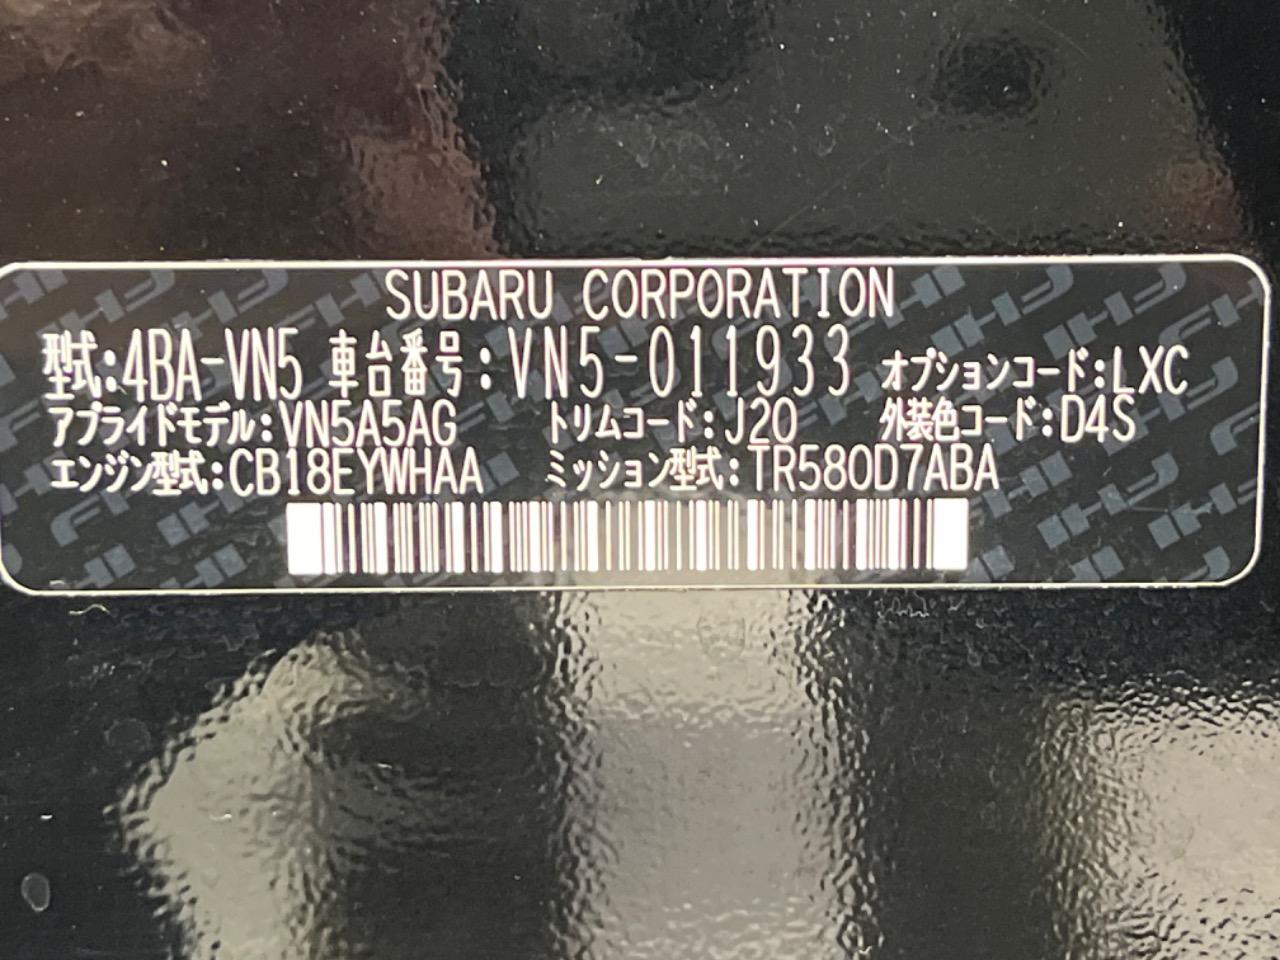 SUBARU CORPORATION
型式:4BA-VN5 車台番号:VN5-011933 オプションコード:LXC
アプライドモデル:VN5A5AG トリムコード:J20 外装色コード:D4S
エンジン型式:CB18EYWHAA ミッション型式:TR580D7ABA